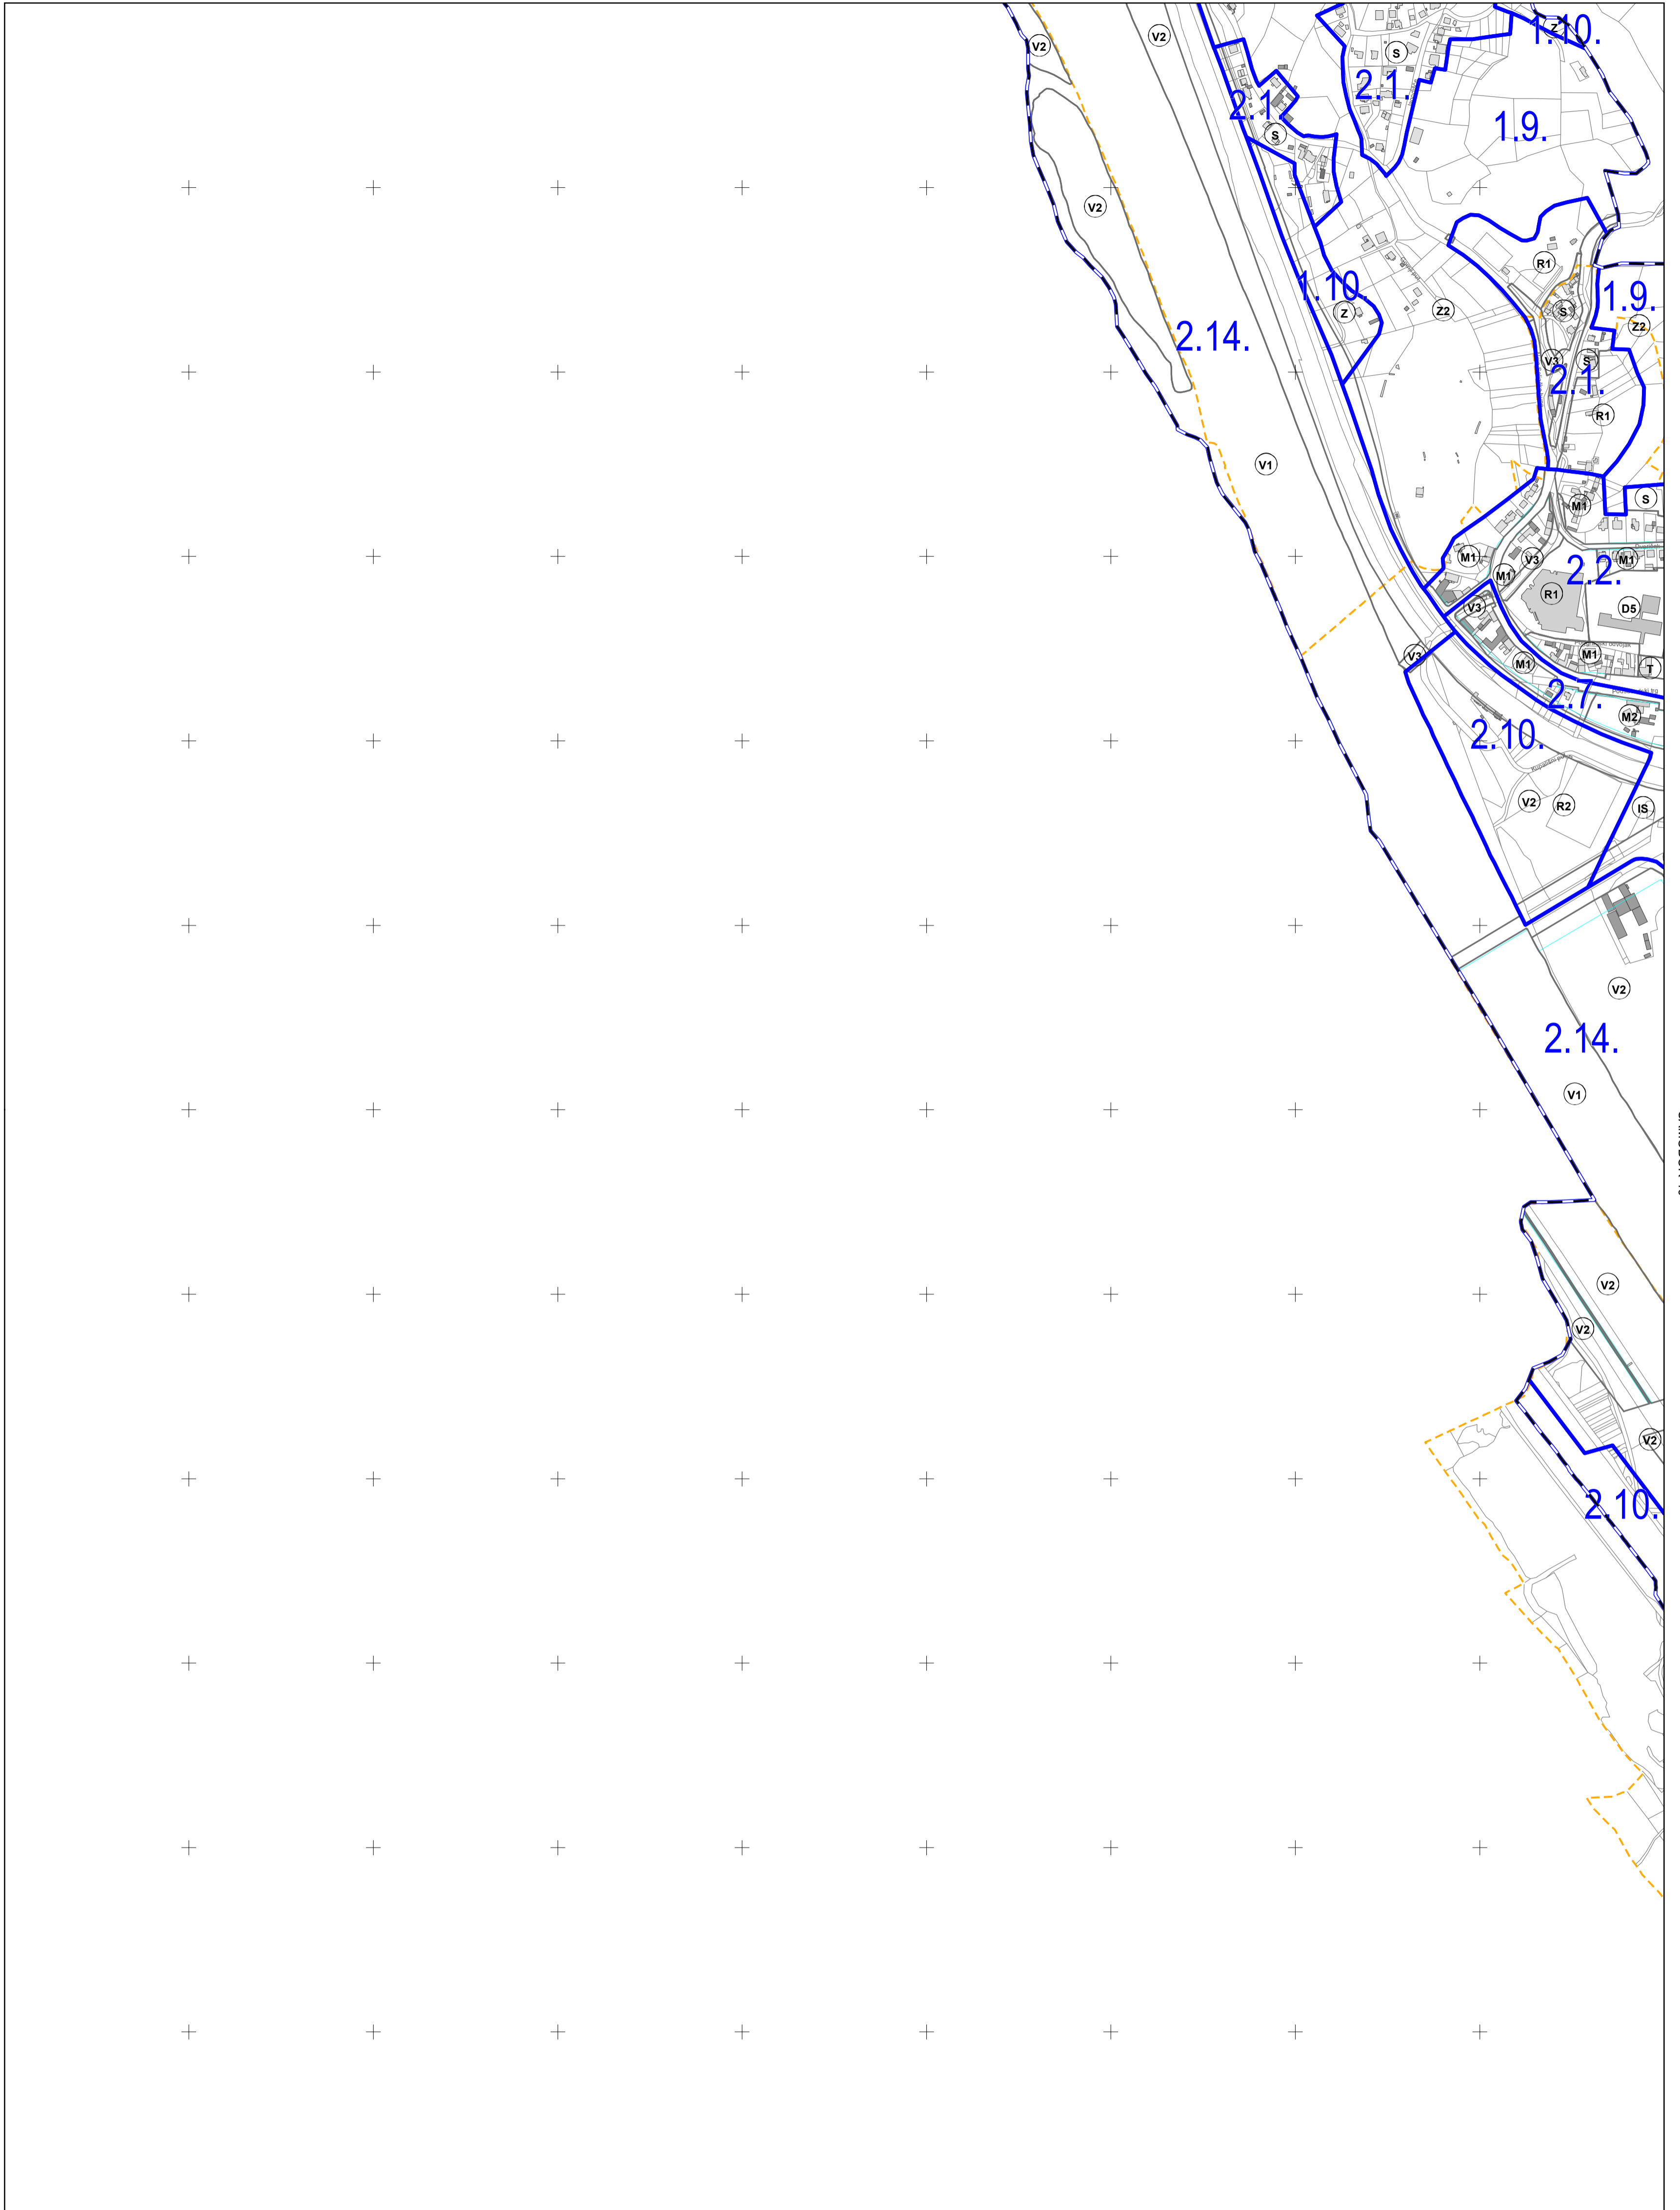 V2
V2
Z
1.10.
S
2.1.
2.1.
S
1.9.
V2
R1
1.10.
Z
Z2
S
1.9.
Z2
2.14.
V3
S
2.1.
R1
V1
S
M1
M1
V3
M1
2.2.
M1
R1
V3
D5
M1
M1
T
V3
2.7.
M2
2.10.
V2
R2
IS
V2
2.14.
V1
V2
V2
V2
2.10.